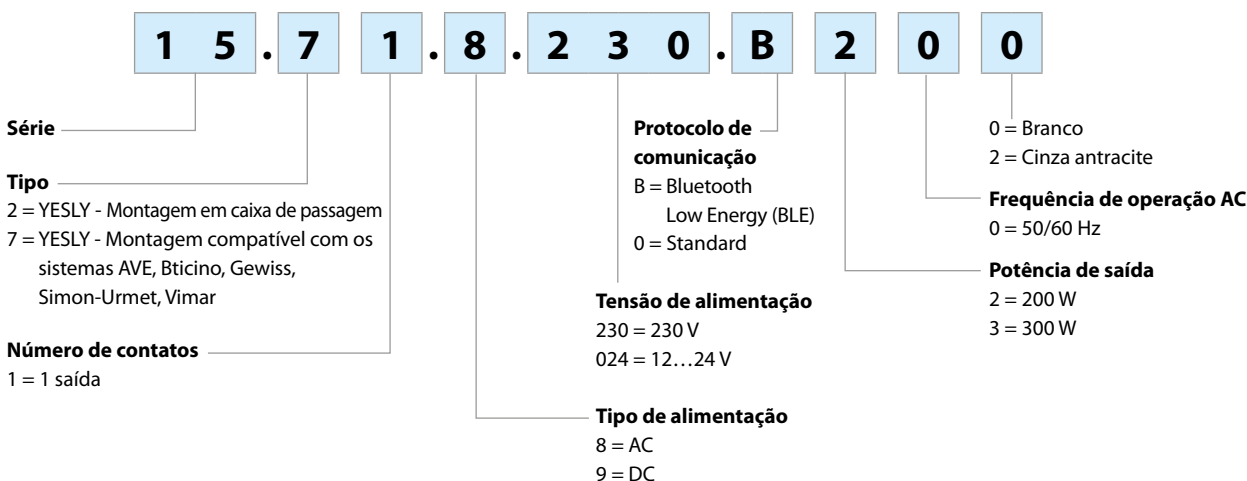 1 5 . 7 1 . 8 . 2 3 0 . B 2 0 0
Série
Tipo
2 = YESLY - Montagem em caixa de passagem
7 = YESLY - Montagem compatível com os
sistemas AVE, Bticino, Gewiss,
Simon-Urmet, Vimar
Número de contatos
1 = 1 saída
Protocolo de
comunicação
B = Bluetooth
Low Energy (BLE)
0 = Standard
Tensão de alimentação
230 = 230 V
024 = 12…24 V
Tipo de alimentação
8 = AC
9 = DC
0 = Branco
2 = Cinza antracite
Frequência de operação AC
0 = 50/60 Hz
Potência de saída
2 = 200 W
3 = 300 W